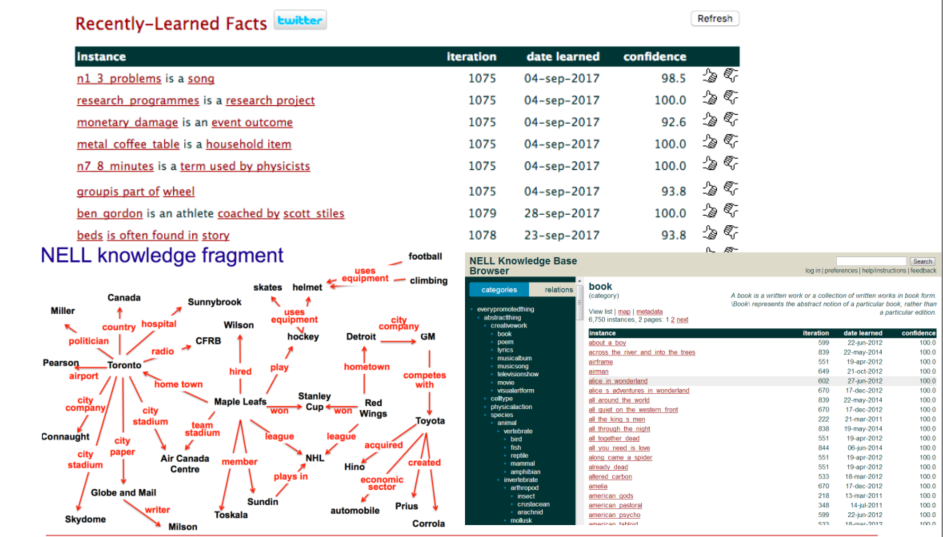 Recently-Learned Facts twitter
Refresh
instance iteration date learned confidence
n1_3_problems is a song 1075 04-sep-2017 98.5
research_programmes is a research project 1075 04-sep-2017 100.0
monetary_damage is an event outcome 1075 04-sep-2017 92.6
metal_coffee_table is a household item 1075 04-sep-2017 100.0
n7_8_minutes is a term used by physicists 1075 04-sep-2017 100.0
groupis part of wheel 1075 04-sep-2017 93.8
ben_gordon is an athlete coached by scott_stiles 1079 28-sep-2017 100.0
beds is often found in story 1078 23-sep-2017 93.8
NELL knowledge fragment
football
uses equipment
climbing
skates helmet
Canada
Sunnybrook
Miller
uses equipment
city company
country hospital
Wilson
politician
CFRB
hockey
Detroit GM
radio
Pearson
Toronto
airport
hired
play
hometown
competes with
home town
city company
Maple Leafs
won
Stanley Cup
won
Red Wings
Toyota
city stadium
team stadium
Connaught
city paper
league league
acquired
city stadium
Air Canada Centre
member
NHL
Hino
created
plays in
economic sector
Globe and Mail
Sundin
automobile
Prius
writer
Toskala
Skydome
Milson
Corrola
NELL Knowledge Base Browser
Search
log in | preferences | help/instructions | feedback
categories relations
everypromotedthing
abstractthing
creativework
book
poem
lyrics
musicalbum
musicsong
televisionshow
movie
visualartform
celltype
physicalaction
species
animal
vertebrate
bird
fish
reptile
mammal
amphibian
invertebrate
arthropod
insect
crustacean
arachnid
mollusk
book
(category)
A book is a written work or a collection of written works in book form.
\Book\ represents the abstract notion of a particular book, rather than
a particular edition.
View list | map | metadata
6,750 instances, 2 pages: 1 2 next
instance iteration date learned confidence
about_a_boy 599 22-jun-2012 100.0
across_the_river_and_into_the_trees 839 22-may-2014 100.0
airframe 551 19-apr-2012 100.0
airman 649 21-oct-2012 100.0
alice_in_wonderland 602 27-jun-2012 100.0
alice_s_adventures_in_wonderland 670 17-dec-2012 100.0
all_around_the_world 839 22-may-2014 100.0
all_quiet_on_the_western_front 670 17-dec-2012 100.0
all_the_king_s_men 222 21-mar-2011 100.0
all_through_the_night 838 19-may-2014 100.0
all_together_dead 551 19-apr-2012 100.0
all_you_need_is_love 844 06-jun-2014 100.0
along_came_a_spider 551 19-apr-2012 100.0
already_dead 551 19-apr-2012 100.0
altered_carbon 533 18-mar-2012 100.0
amelia 670 17-dec-2012 100.0
american_gods 218 13-mar-2011 100.0
american_pastoral 348 14-jul-2011 100.0
american_psycho 599 22-jun-2012 100.0